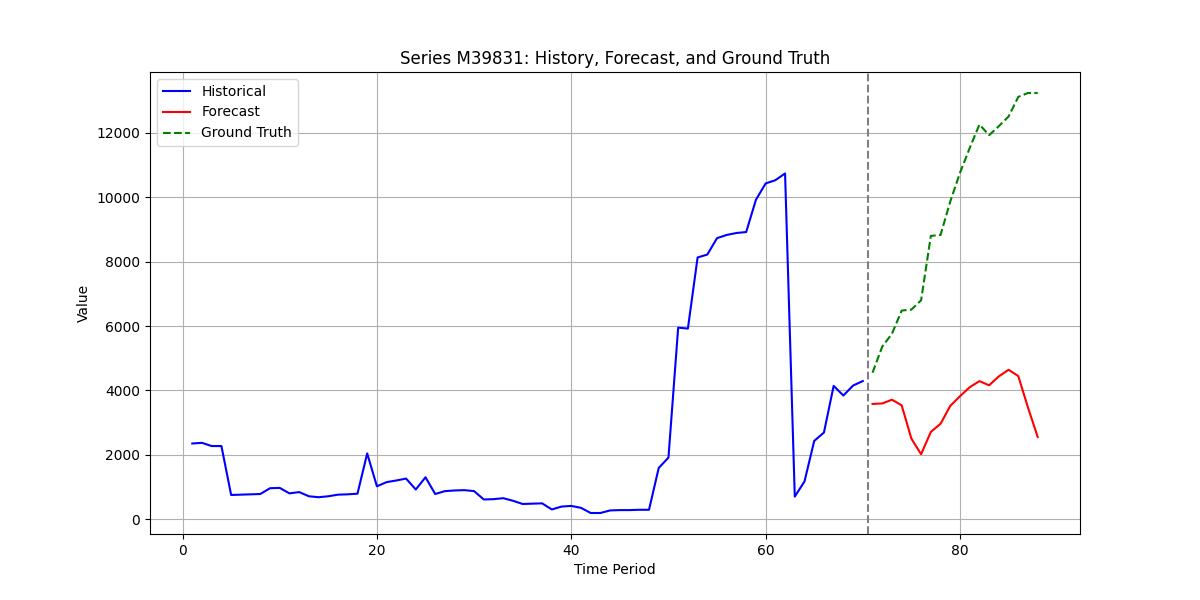 Series M39831: History, Forecast, and Ground Truth
Historical
Forecast
Ground Truth
12000
10000
8000
6000
4000
2000
0
Value
0 20 40 60 80
Time Period